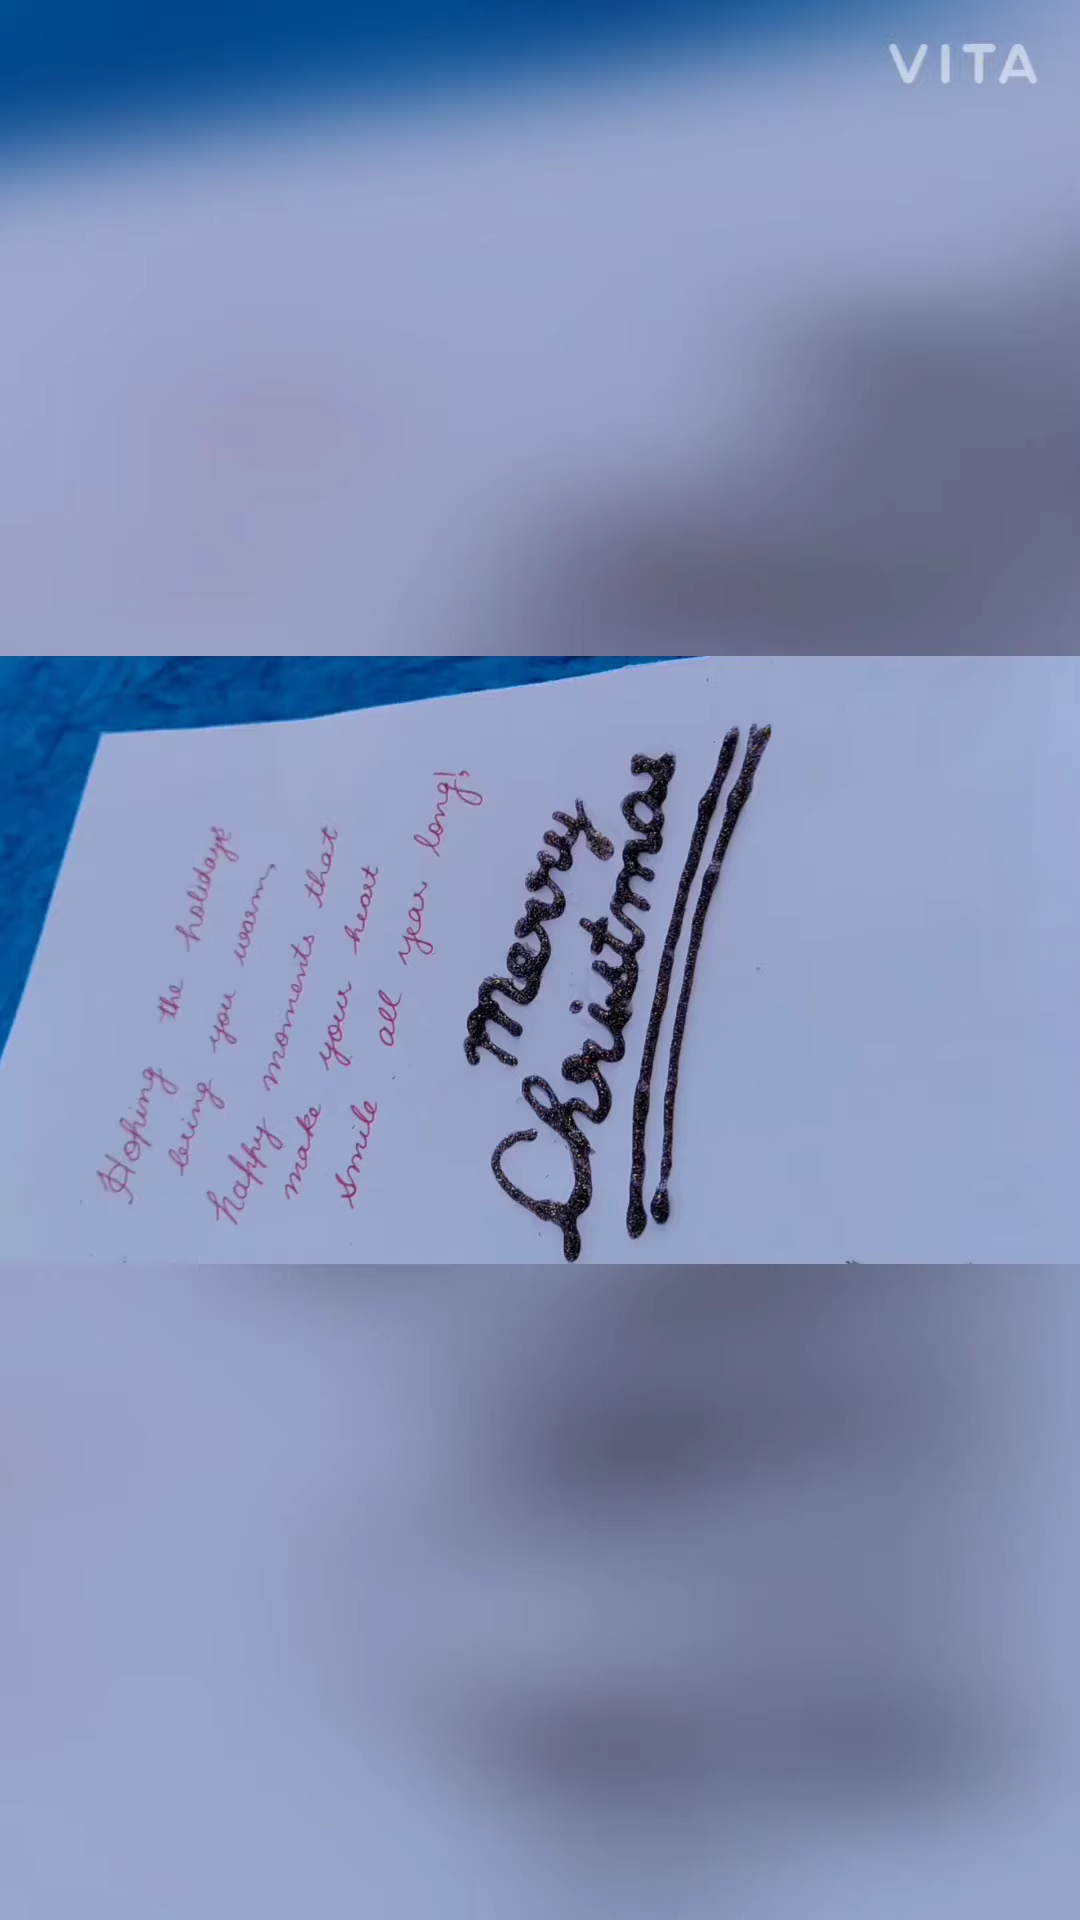 VITA
Hoping the holidays
bring you warm,
happy moments that
make your heart
smile all year long!,
Merry
Christmas